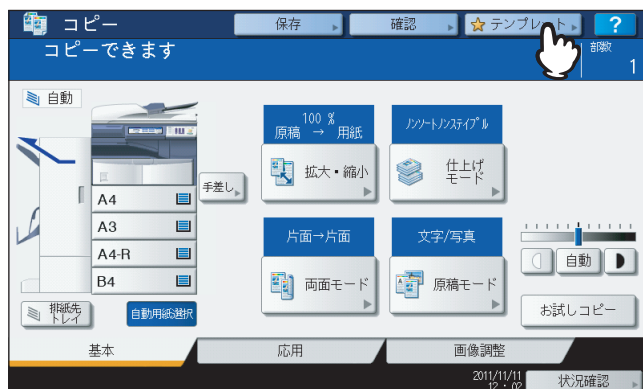 コピー
保存
確認
テンプレート
?
コピーできます
部数
1
自動
100 %
原稿 → 用紙
拡大・縮小
ﾉﾝｿｰﾄﾉﾝｽﾃｲﾌﾟﾙ
仕上げ
モード
手差し
A4
A3
A4-R
B4
片面→片面
両面モード
文字/写真
原稿モード
自動
排紙先
トレイ
自動用紙選択
お試しコピー
基本
応用
画像調整
2011/11/11
12:02
状況確認